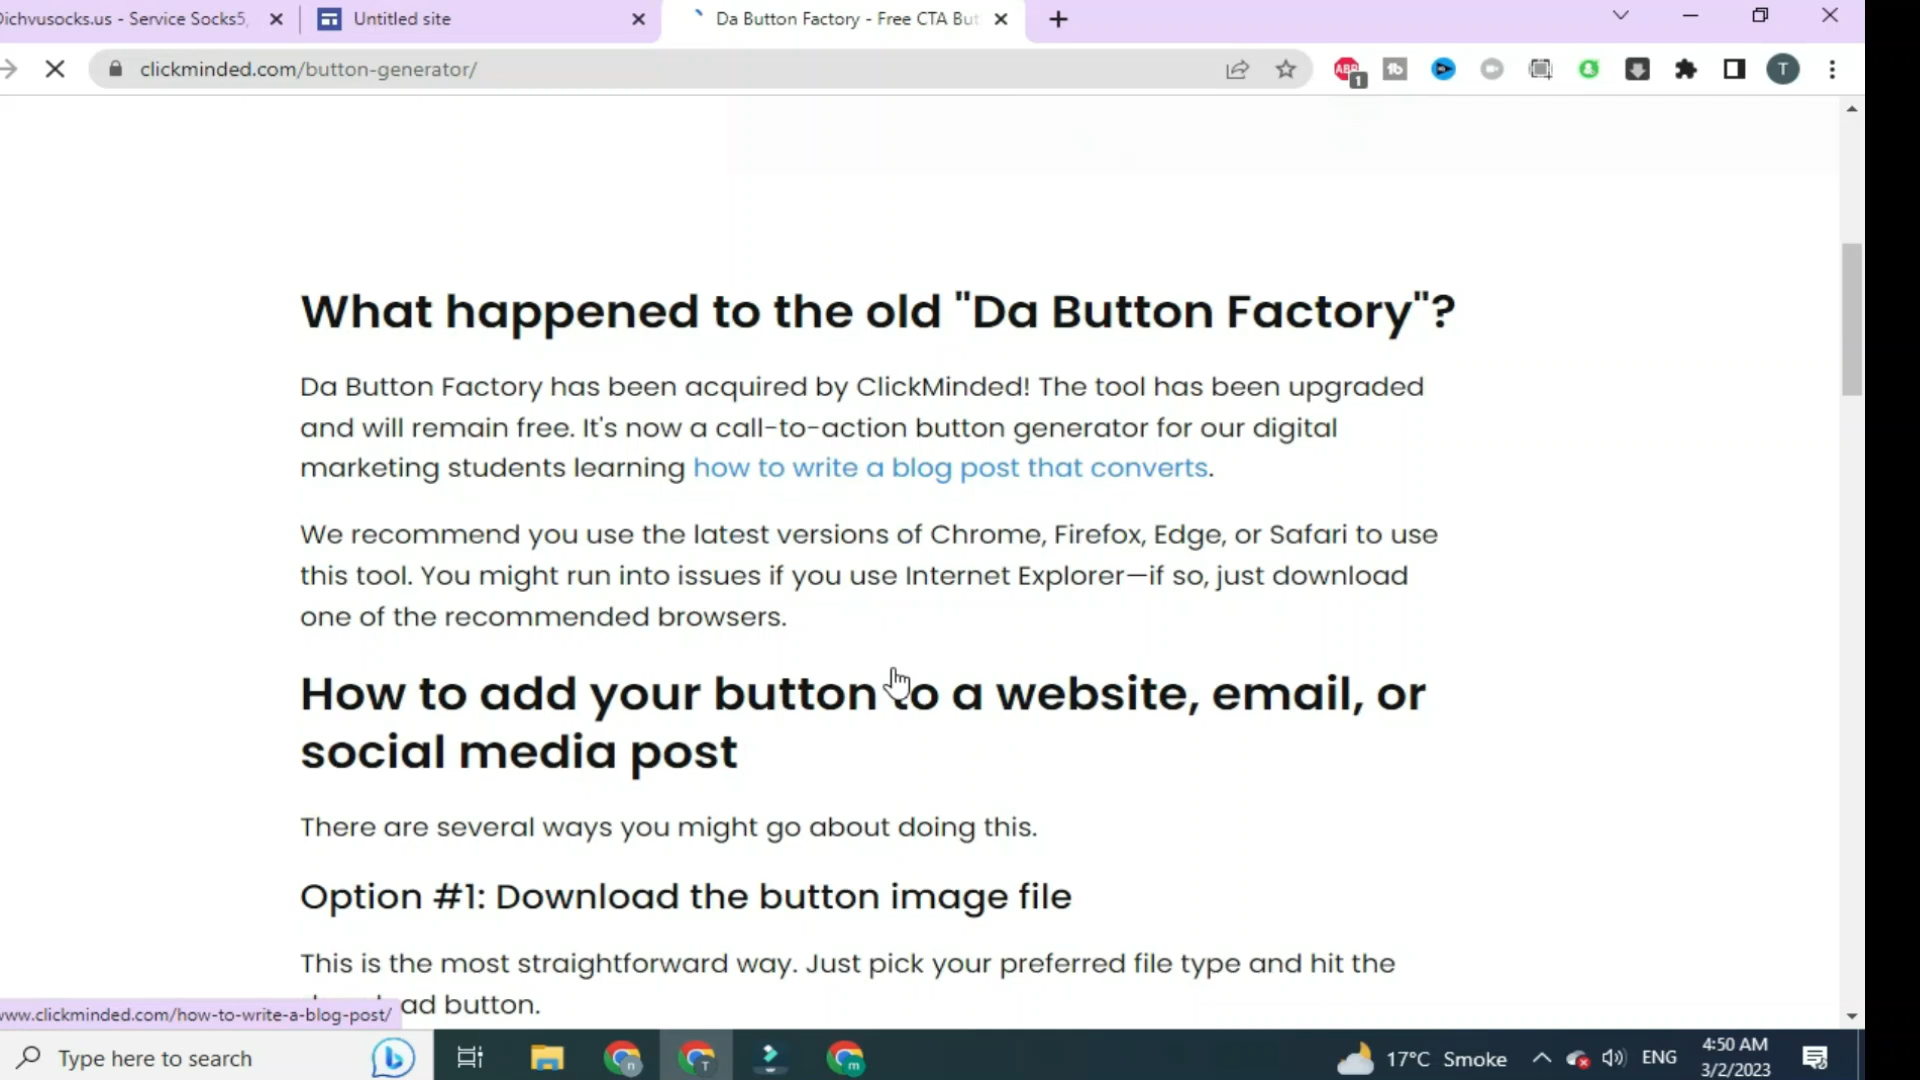 Dichvusocks.us - Service Socks5,
Untitled site
Da Button Factory - Free CTA But
clickminded.com/button-generator/
ABP
1
tb
T
What happened to the old "Da Button Factory"?
Da Button Factory has been acquired by ClickMinded! The tool has been upgraded
and will remain free. It's now a call-to-action button generator for our digital
marketing students learning how to write a blog post that converts.
We recommend you use the latest versions of Chrome, Firefox, Edge, or Safari to use
this tool. You might run into issues if you use Internet Explorer—if so, just download
one of the recommended browsers.
How to add your button to a website, email, or
social media post
There are several ways you might go about doing this.
Option #1: Download the button image file
This is the most straightforward way. Just pick your preferred file type and hit the
download button.
www.clickminded.com/how-to-write-a-blog-post/
Type here to search
n
T
m
17°C Smoke
ENG
4:50 AM
3/2/2023